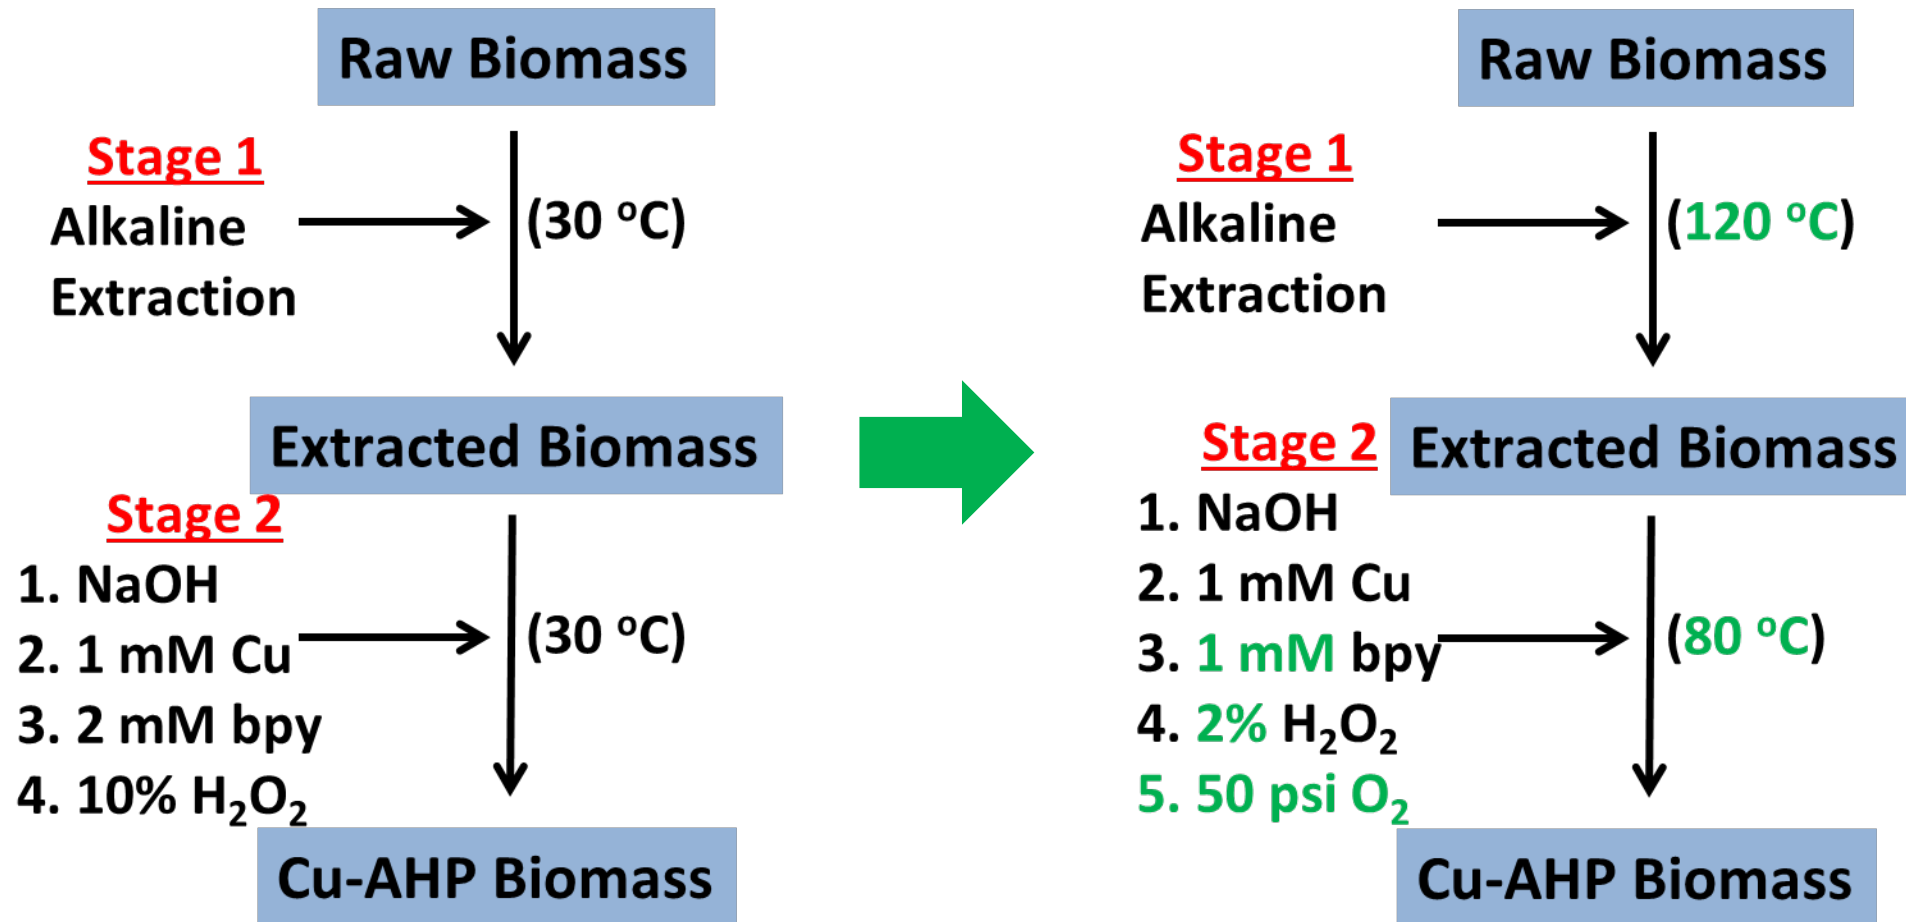 Raw Biomass
Stage 1
Alkaline
Extraction
(30 °C)
Extracted Biomass
Stage 2
1. NaOH
2. 1 mM Cu
3. 2 mM bpy
4. 10% H₂O₂
(30 °C)
Cu-AHP Biomass
Raw Biomass
Stage 1
Alkaline
Extraction
(120 °C)
Extracted Biomass
Stage 2
1. NaOH
2. 1 mM Cu
3. 1 mM bpy
4. 2% H₂O₂
5. 50 psi O₂
(80 °C)
Cu-AHP Biomass